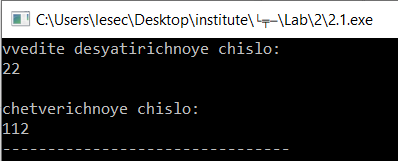 C:\Users\lesec\Desktop\institute\╘╤─\Lab\2\2.1.exe
vvedite desyatirichnoye chislo:
22
chetverichnoye chislo:
112
--------------------------------